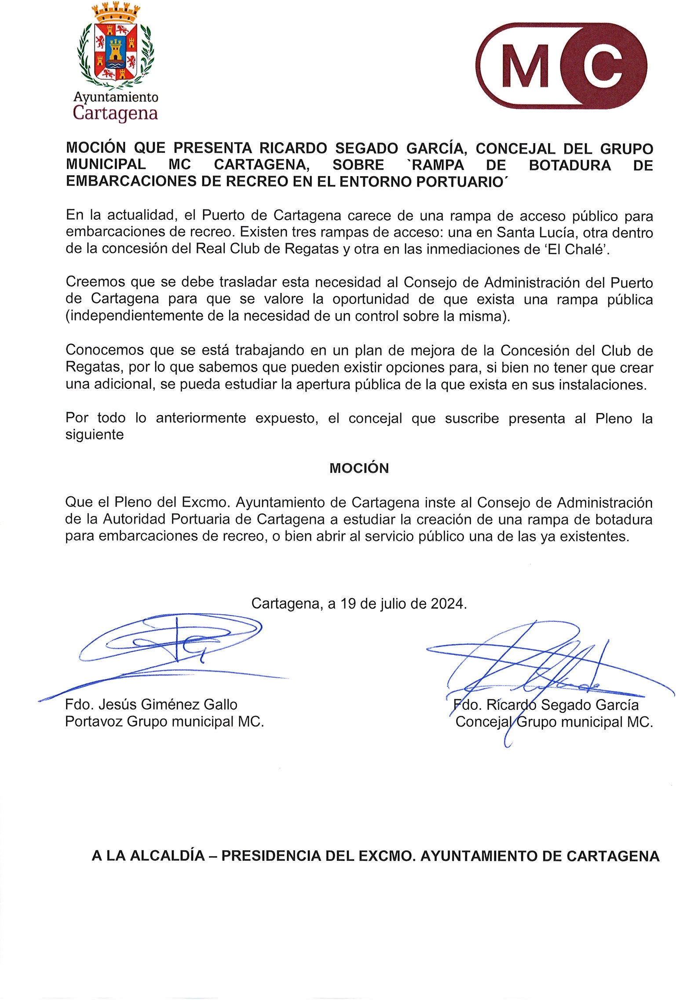 Ayuntamiento
Cartagena
MC
MOCIÓN QUE PRESENTA RICARDO SEGADO GARCÍA, CONCEJAL DEL GRUPO
MUNICIPAL MC CARTAGENA, SOBRE `RAMPA DE BOTADURA DE
EMBARCACIONES DE RECREO EN EL ENTORNO PORTUARIO´
En la actualidad, el Puerto de Cartagena carece de una rampa de acceso público para
embarcaciones de recreo. Existen tres rampas de acceso: una en Santa Lucía, otra dentro
de la concesión del Real Club de Regatas y otra en las inmediaciones de ‘El Chalé’.
Creemos que se debe trasladar esta necesidad al Consejo de Administración del Puerto
de Cartagena para que se valore la oportunidad de que exista una rampa pública
(independientemente de la necesidad de un control sobre la misma).
Conocemos que se está trabajando en un plan de mejora de la Concesión del Club de
Regatas, por lo que sabemos que pueden existir opciones para, si bien no tener que crear
una adicional, se pueda estudiar la apertura pública de la que exista en sus instalaciones.
Por todo lo anteriormente expuesto, el concejal que suscribe presenta al Pleno la
siguiente
MOCIÓN
Que el Pleno del Excmo. Ayuntamiento de Cartagena inste al Consejo de Administración
de la Autoridad Portuaria de Cartagena a estudiar la creación de una rampa de botadura
para embarcaciones de recreo, o bien abrir al servicio público una de las ya existentes.
Cartagena, a 19 de julio de 2024.
Fdo. Jesús Giménez Gallo Fdo. Ricardo Segado García
Portavoz Grupo municipal MC. Concejal Grupo municipal MC.
A LA ALCALDÍA – PRESIDENCIA DEL EXCMO. AYUNTAMIENTO DE CARTAGENA